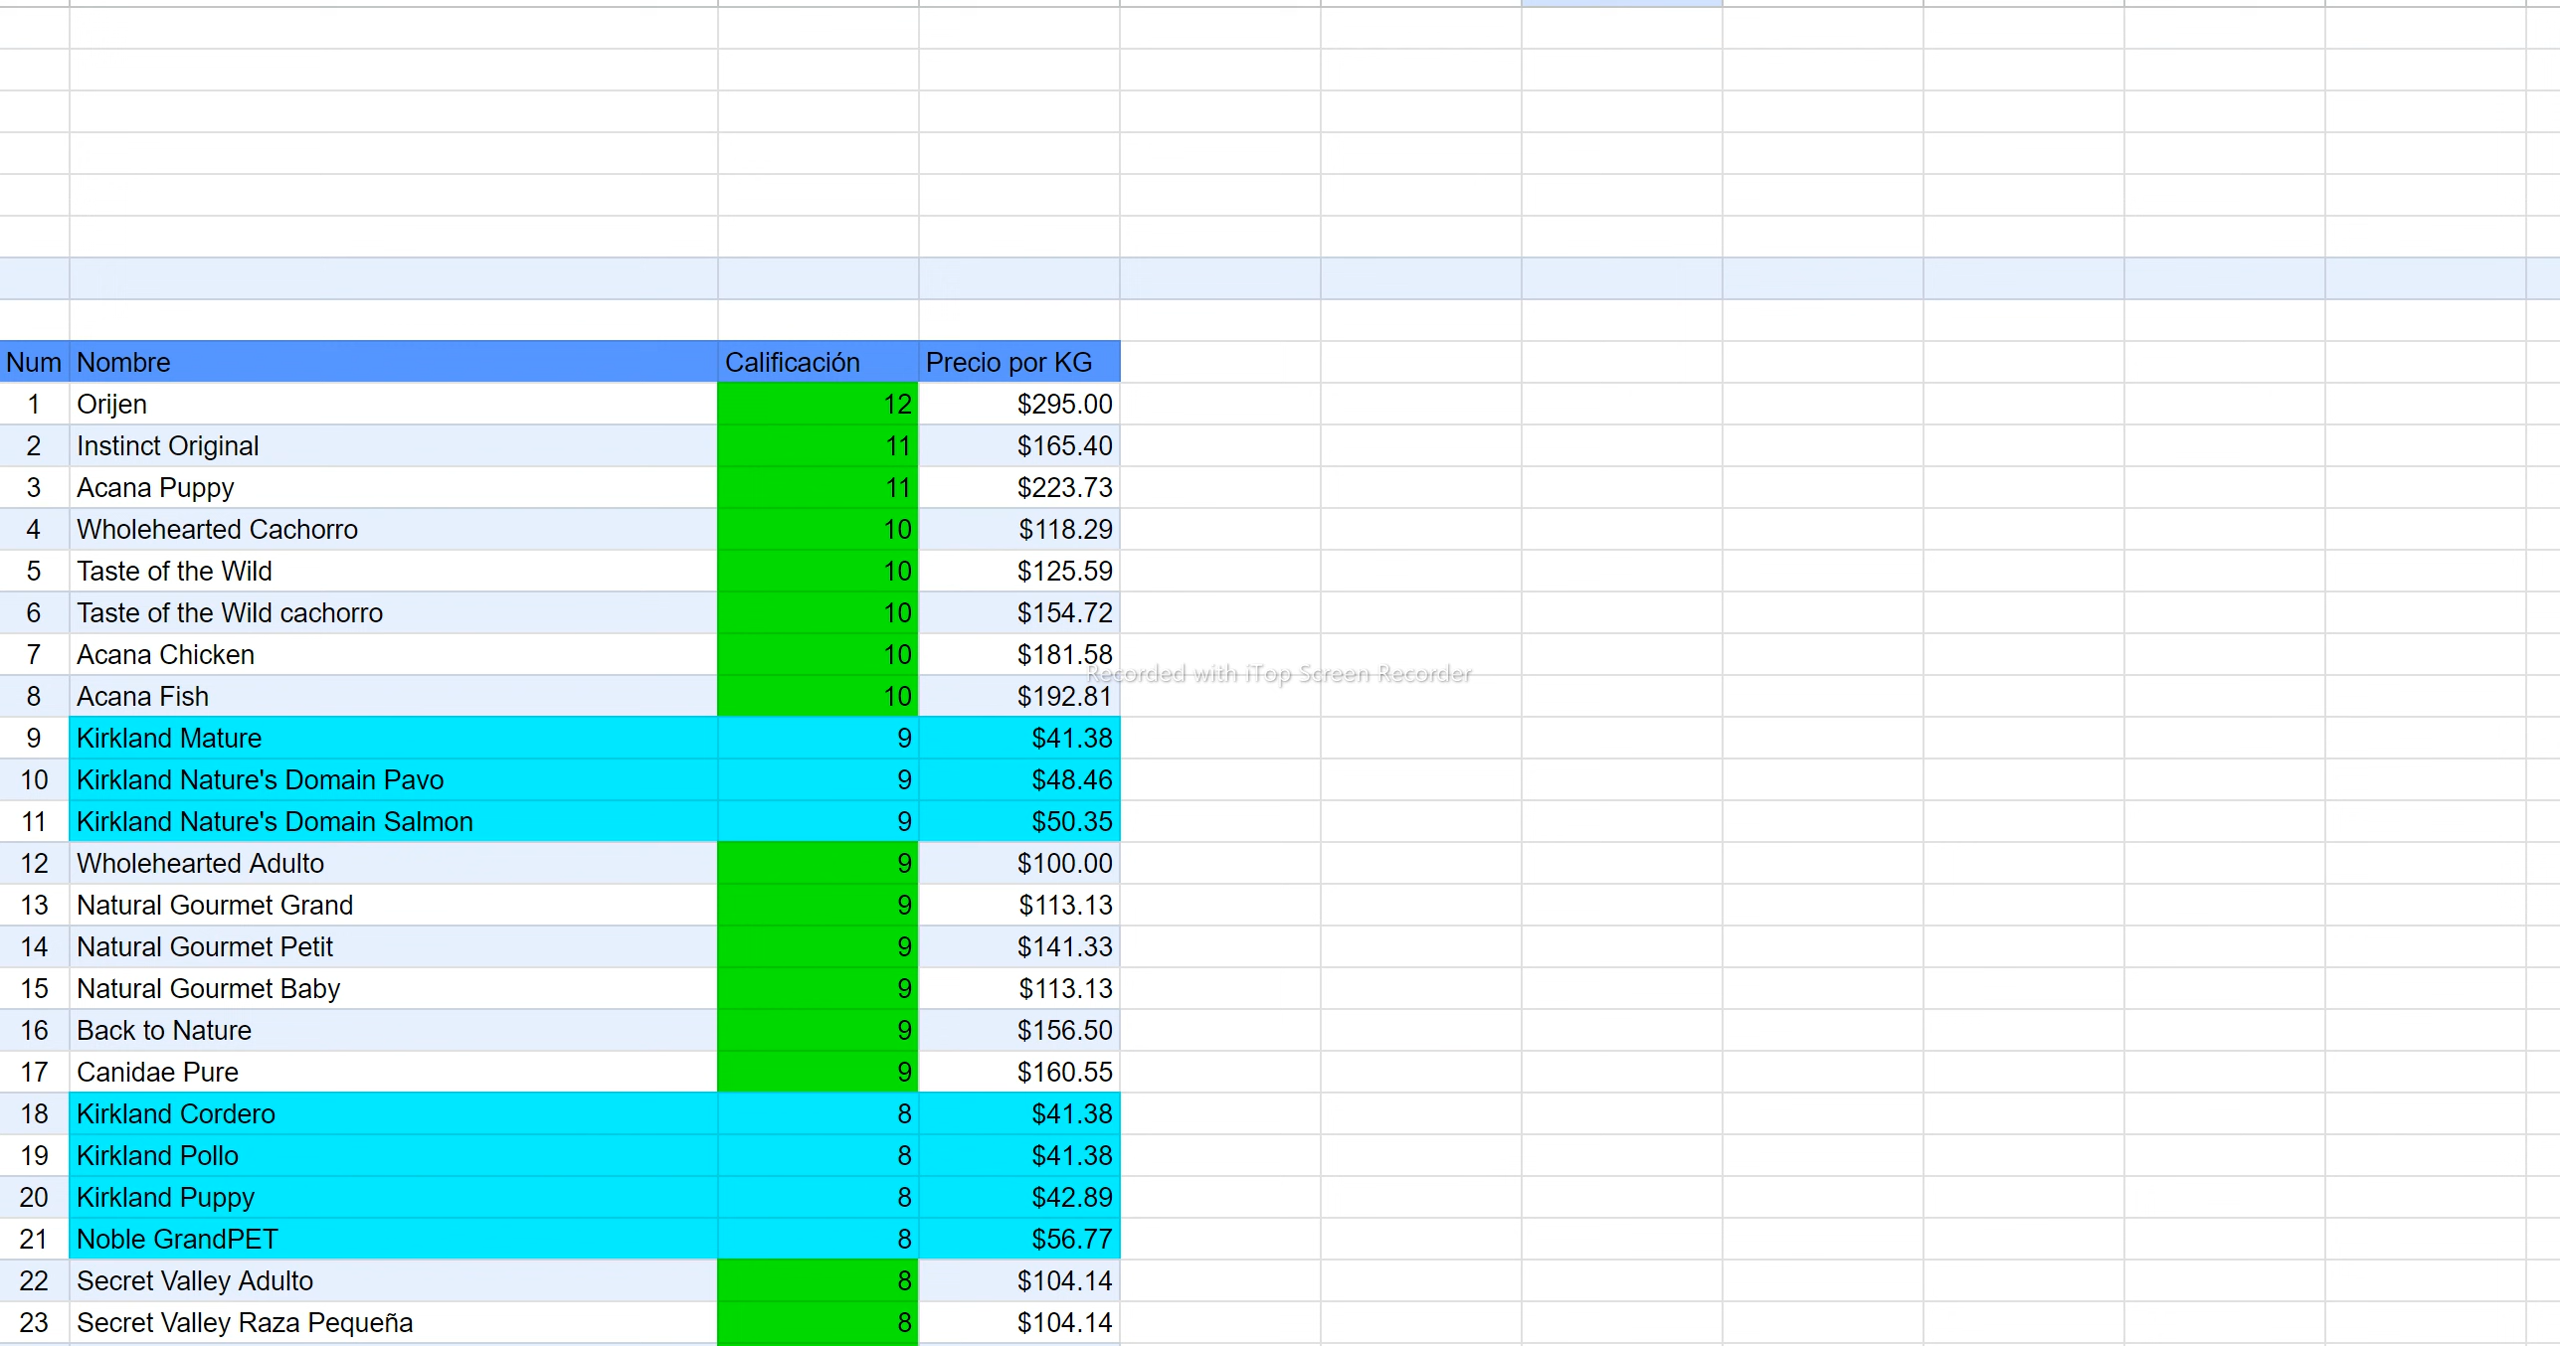 Num Nombre Calificación Precio por KG
1 Orijen 12 $295.00
2 Instinct Original 11 $165.40
3 Acana Puppy 11 $223.73
4 Wholehearted Cachorro 10 $118.29
5 Taste of the Wild 10 $125.59
6 Taste of the Wild cachorro 10 $154.72
7 Acana Chicken 10 $181.58
Recorded with iTop Screen Recorder
8 Acana Fish 10 $192.81
9 Kirkland Mature 9 $41.38
10 Kirkland Nature's Domain Pavo 9 $48.46
11 Kirkland Nature's Domain Salmon 9 $50.35
12 Wholehearted Adulto 9 $100.00
13 Natural Gourmet Grand 9 $113.13
14 Natural Gourmet Petit 9 $141.33
15 Natural Gourmet Baby 9 $113.13
16 Back to Nature 9 $156.50
17 Canidae Pure 9 $160.55
18 Kirkland Cordero 8 $41.38
19 Kirkland Pollo 8 $41.38
20 Kirkland Puppy 8 $42.89
21 Noble GrandPET 8 $56.77
22 Secret Valley Adulto 8 $104.14
23 Secret Valley Raza Pequeña 8 $104.14